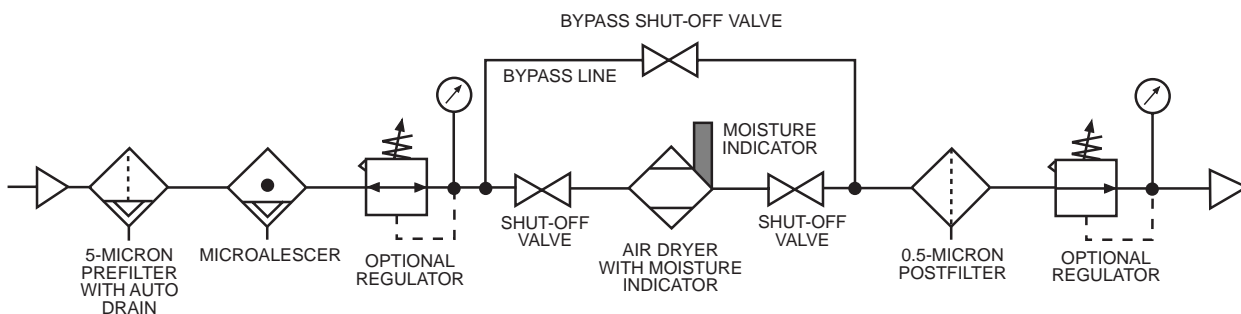 BYPASS SHUT-OFF VALVE
BYPASS LINE
MOISTURE
INDICATOR
5-MICRON
PREFILTER
WITH AUTO
DRAIN
MICROALESCER
OPTIONAL
REGULATOR
SHUT-OFF
VALVE
AIR DRYER
WITH MOISTURE
INDICATOR
SHUT-OFF
VALVE
0.5-MICRON
POSTFILTER
OPTIONAL
REGULATOR